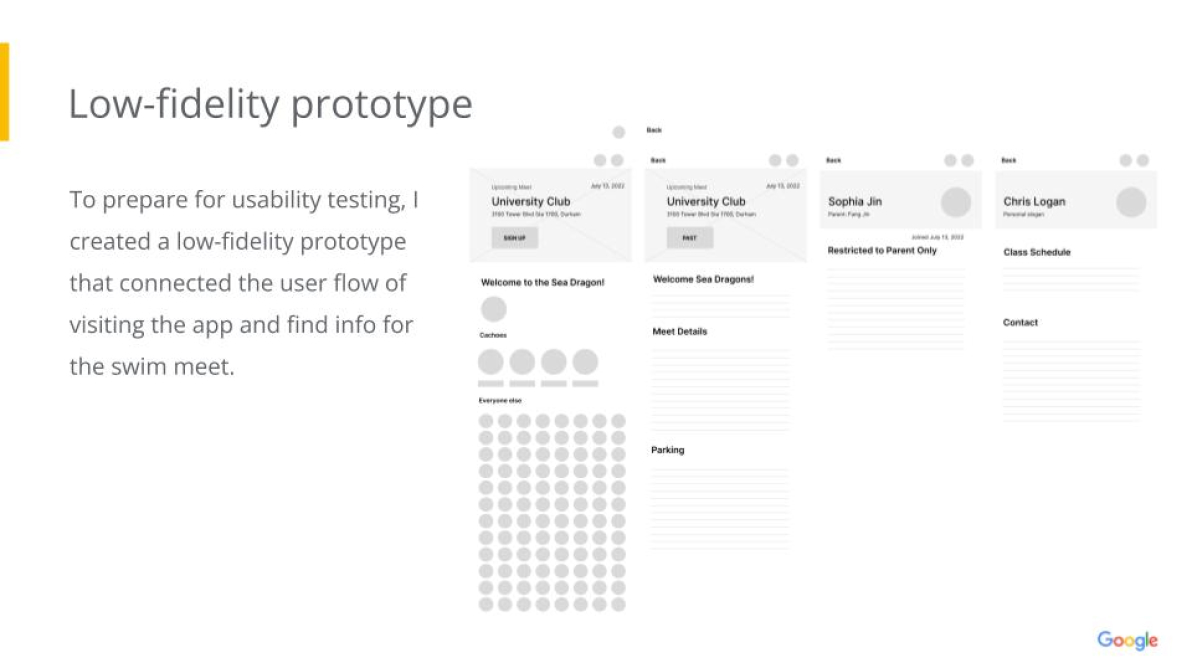 Low-fidelity prototype
To prepare for usability testing, I
created a low-fidelity prototype
that connected the user flow of
visiting the app and find info for
the swim meet.
Upcoming Meet
July 13, 2022
University Club
3100 Tower Blvd Ste 1700, Durham
SIGN UP
Welcome to the Sea Dragon!
Coaches
Everyone else
Back
Back
Upcoming Meet
July 13, 2022
University Club
3100 Tower Blvd Ste 1700, Durham
PAST
Welcome Sea Dragons!
Meet Details
Parking
Back
Sophia Jin
Parent: Fang Jin
Joined July 13, 2022
Restricted to Parent Only
Back
Chris Logan
Personal slogan
Class Schedule
Contact
Google